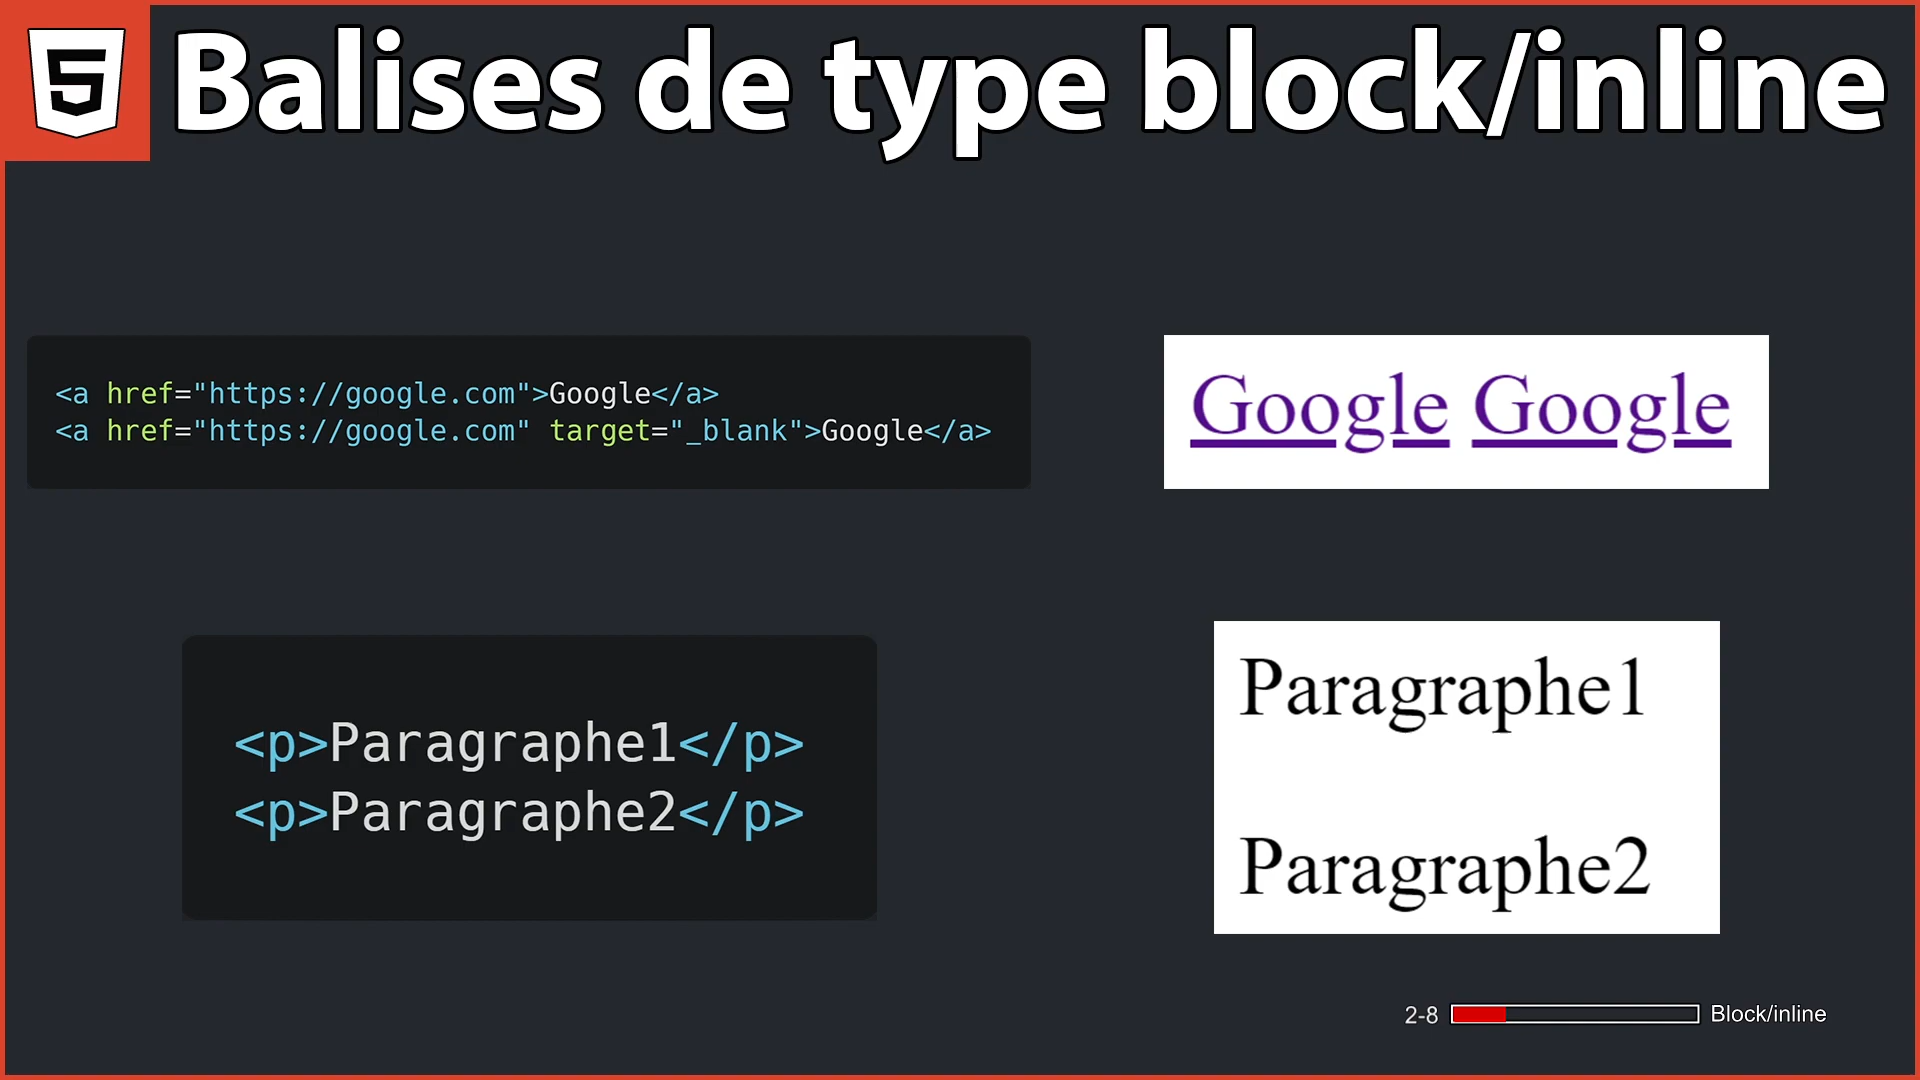 Balises de type block/inline
<a href="https://google.com">Google</a>
<a href="https://google.com" target="_blank">Google</a>
Google Google
<p>Paragraphe1</p>
<p>Paragraphe2</p>
Paragraphe1
Paragraphe2
2-8 Block/inline